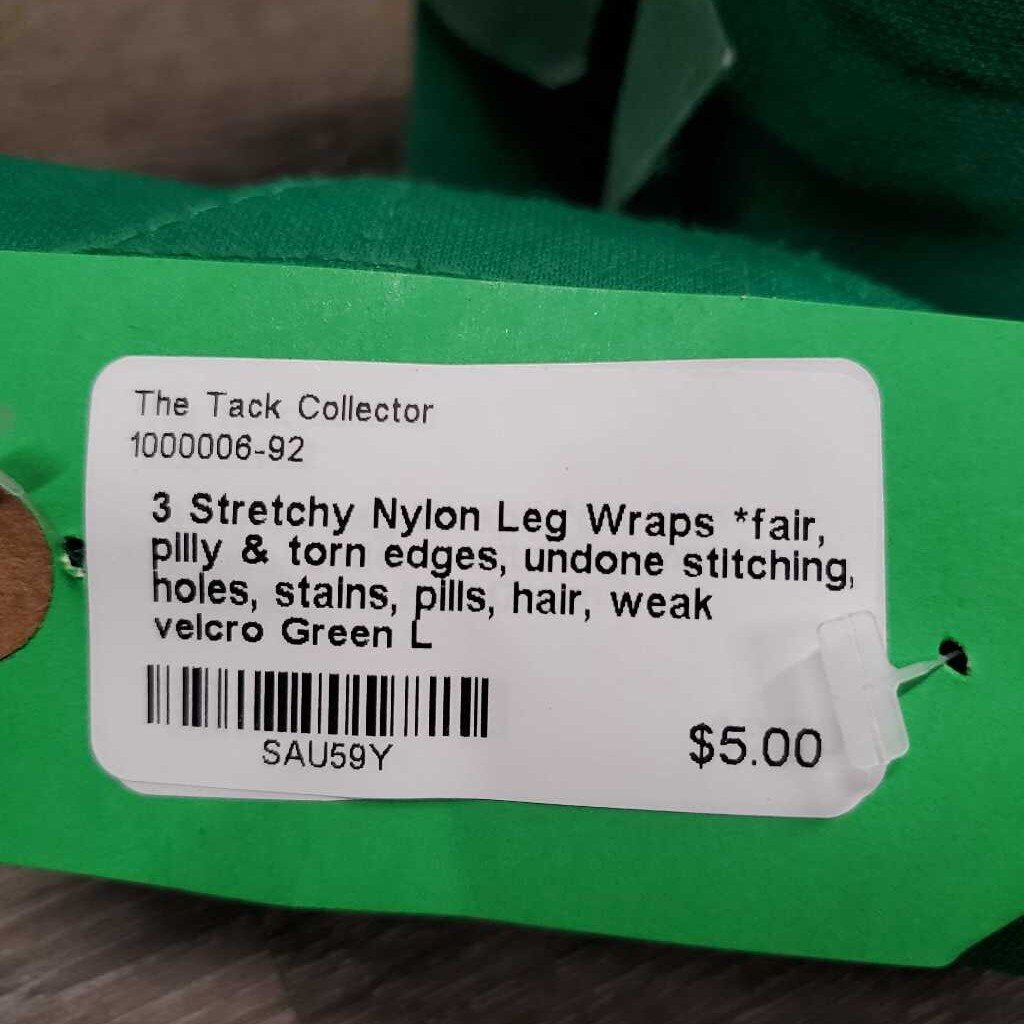 The Tack Collector
1000006-92
3 Stretchy Nylon Leg Wraps *fair,
pilly & torn edges, undone stitching,
holes, stains, pills, hair, weak
velcro Green L
SAU59Y
$5.00